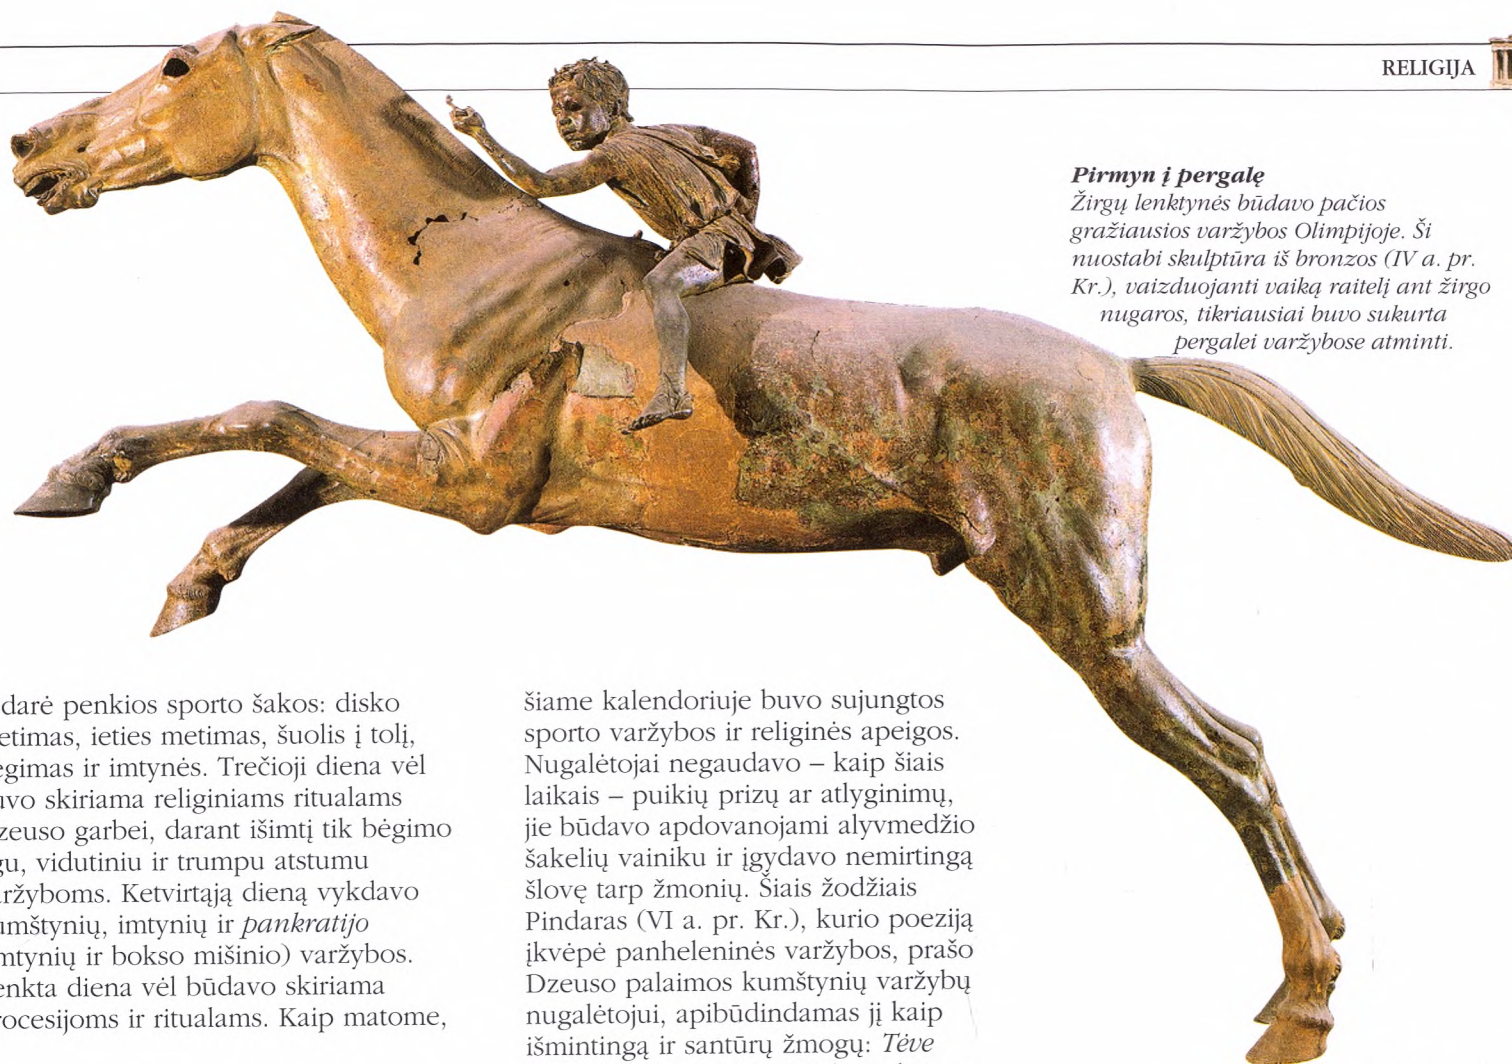 RELIGIJA
Pirmyn į pergalę
Žirgų lenktynės būdavo pačios
gražiausios varžybos Olimpijoje. Ši
nuostabi skulptūra iš bronzos (IV a. pr.
Kr.), vaizduojanti vaiką raitelį ant žirgo
nugaros, tikriausiai buvo sukurta
pergalei varžybose atminti.
darė penkios sporto šakos: disko
etimas, ieties metimas, šuolis į tolį,
ėgimas ir imtynės. Trečioji diena vėl
uvo skiriama religiniams ritualams
zeuso garbei, darant išimtį tik bėgimo
gu, vidutiniu ir trumpu atstumu
aržyboms. Ketvirtąją dieną vykdavo
umštynių, imtynių ir pankratijo
mtynių ir bokso mišinio) varžybos.
enkta diena vėl būdavo skiriama
rocesijoms ir ritualams. Kaip matome,
šiame kalendoriuje buvo sujungtos
sporto varžybos ir religinės apeigos.
Nugalėtojai negaudavo – kaip šiais
laikais – puikių prizų ar atlyginimų,
jie būdavo apdovanojami alyvmedžio
šakelių vainiku ir įgydavo nemirtingą
šlovę tarp žmonių. Šiais žodžiais
Pindaras (VI a. pr. Kr.), kurio poeziją
įkvėpė panheleninės varžybos, prašo
Dzeuso palaimos kumštynių varžybų
nugalėtojui, apibūdindamas jį kaip
išmintingą ir santūrų žmogų: Tėve